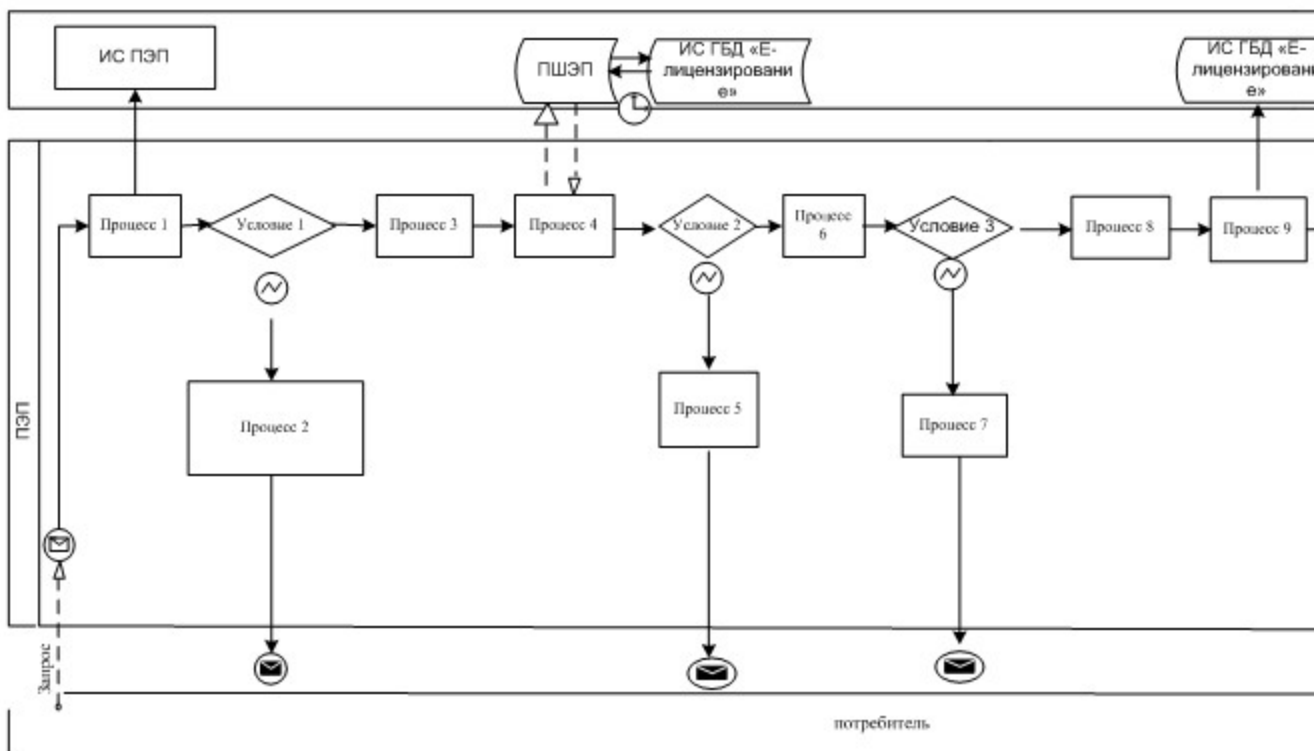 ИС ПЭП
ПШЭП
ИС ГБД «Е-
лицензировани
е»
ИС ГБД «Е-
лицензировани
е»
Процесс 1
Условие 1
Процесс 3
Процесс 4
Условие 2
Процесс
6
Условие 3
Процесс 8
Процесс 9
Процесс 2
Процесс 5
Процесс 7
ПЭП
Запрос
потребитель